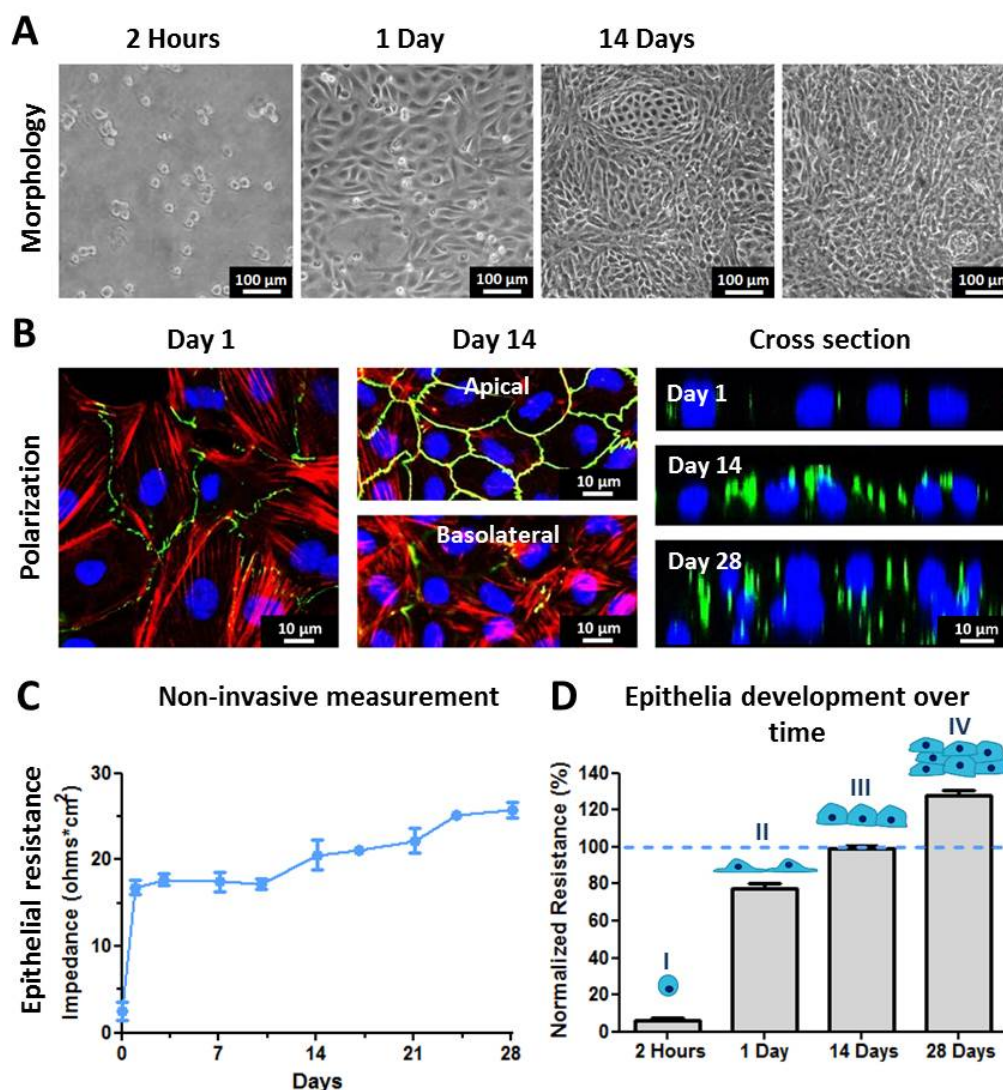 A
2 Hours
1 Day
14 Days
Morphology
100 µm
100 µm
100 µm
100 µm
B
Day 1
Day 14
Cross section
Polarization
10 µm
Apical
10 µm
Basolateral
10 µm
Day 1
Day 14
Day 28
10 µm
C
Non-invasive measurement
Epithelial resistance
Impedance (ohms*cm²)
30
20
10
0
0
7
14
21
28
Days
D
Epithelia development over
time
Normalized Resistance (%)
140
120
100
80
60
40
20
0
I
II
III
IV
2 Hours
1 Day
14 Days
28 Days